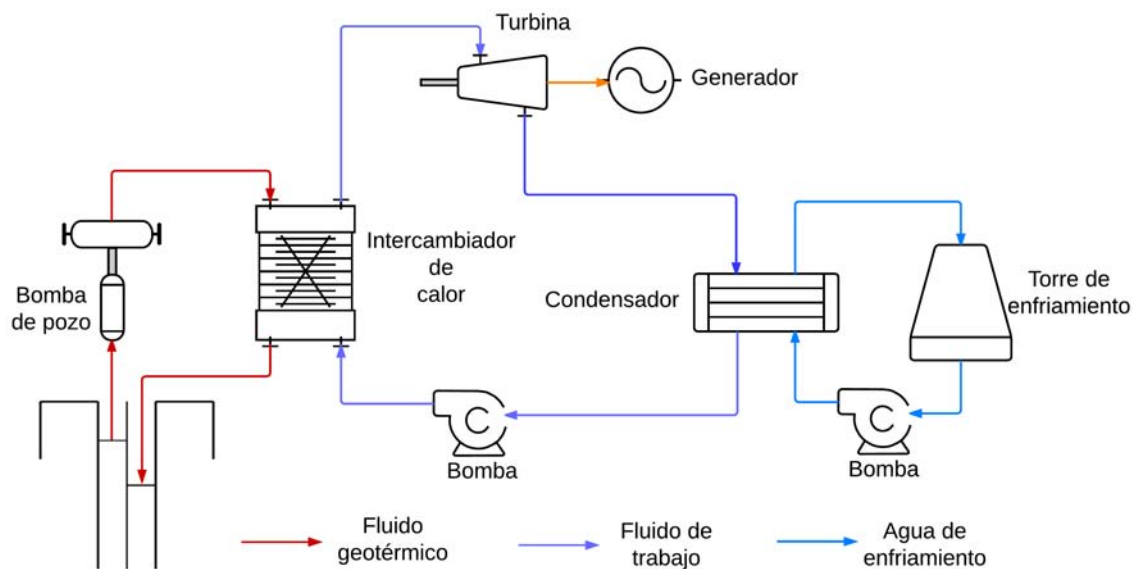 Turbina
Generador
Intercambiador
de
calor
Bomba
de pozo
Condensador
Torre de
enfriamiento
Bomba
Bomba
Fluido
geotérmico
Fluido de
trabajo
Agua de
enfriamiento